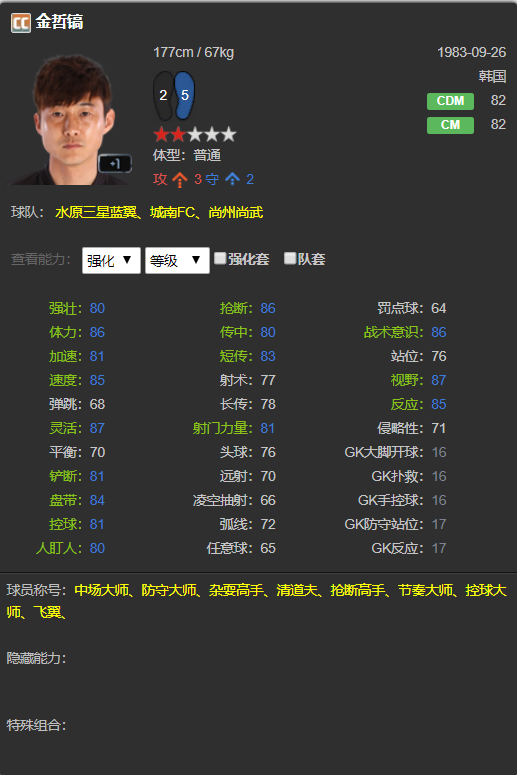 CC 金哲镐
177cm / 67kg 1983-09-26
韩国
2 5 CDM 82
CM 82
体型：普通
+1
攻 3 守 2
球队： 水原三星蓝翼、城南FC、尚州尚武
查看能力： 强化 ▼ 等级 ▼ 强化套 队套
强壮：80 抢断：86 罚点球：64
体力：86 传中：80 战术意识：86
加速：81 短传：83 站位：76
速度：85 射术：77 视野：87
弹跳：68 长传：78 反应：85
灵活：87 射门力量：81 侵略性：71
平衡：70 头球：76 GK大脚开球：16
铲断：81 远射：70 GK扑救：16
盘带：84 凌空抽射：66 GK手控球：16
控球：81 弧线：72 GK防守站位：17
人盯人：80 任意球：65 GK反应：17
球员称号：中场大师、防守大师、杂耍高手、清道夫、抢断高手、节奏大师、控球大
师、飞翼、
隐藏能力：
特殊组合：